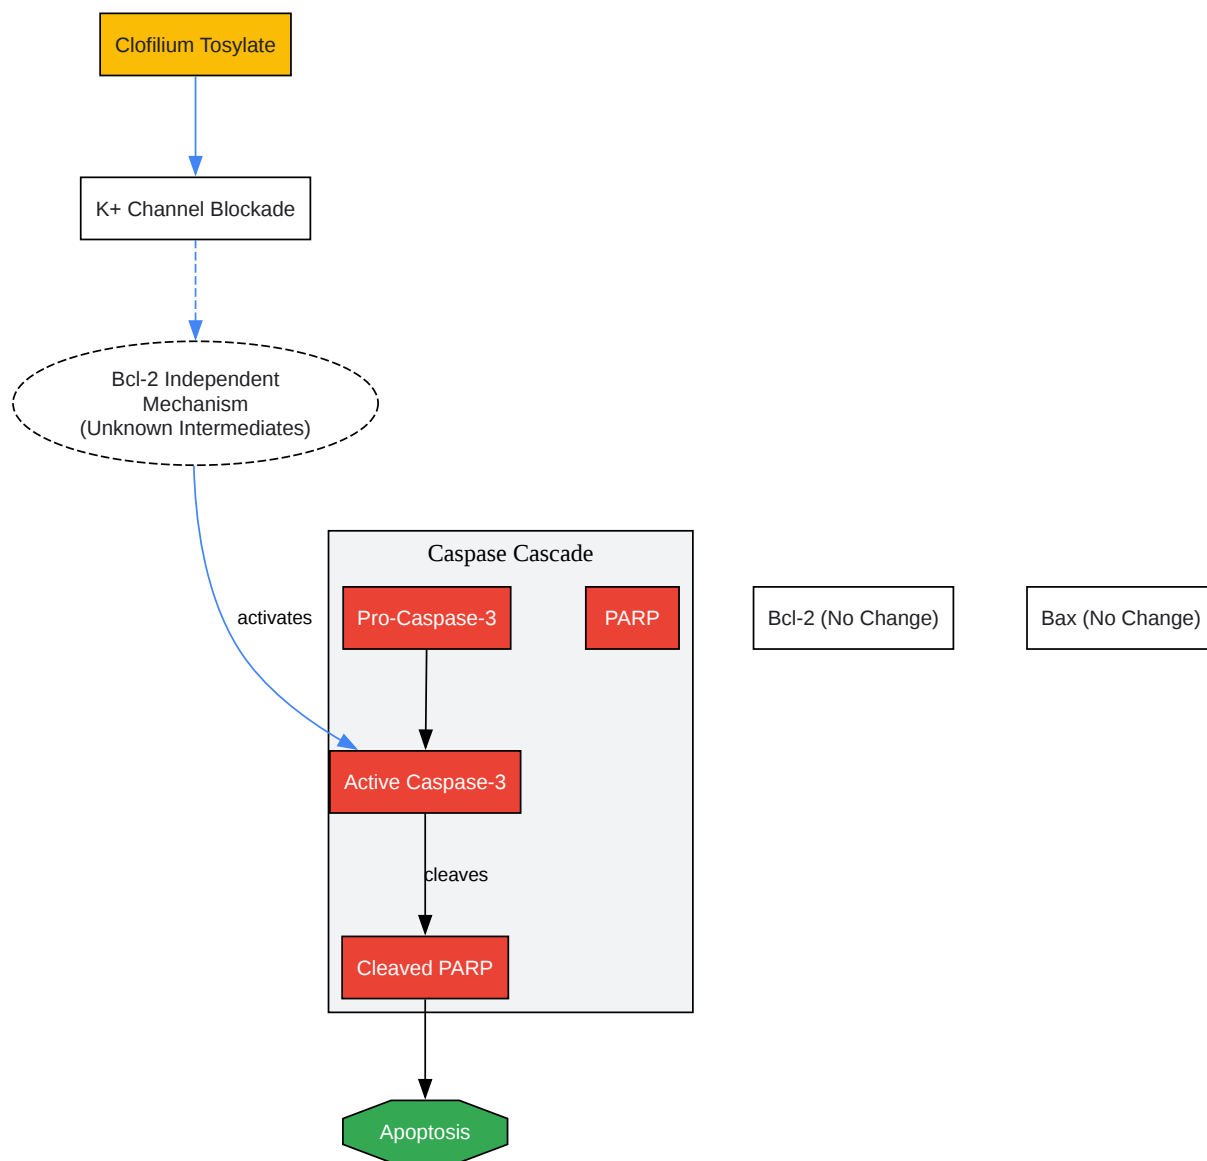 Clofilium Tosylate
K+ Channel Blockade
Bcl-2 Independent
Mechanism
(Unknown Intermediates)
activates
Caspase Cascade
Pro-Caspase-3
PARP
Bcl-2 (No Change)
Bax (No Change)
Active Caspase-3
cleaves
Cleaved PARP
Apoptosis